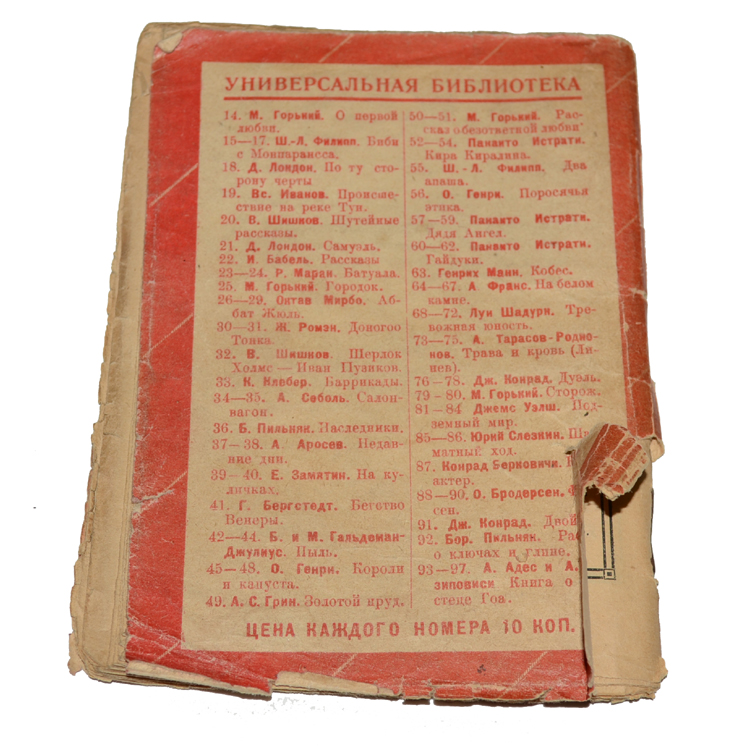 УНИВЕРСАЛЬНАЯ БИБЛИОТЕКА
14. М. Горький. О первой
любви.
15—17. Ш.-Л. Филипп. Биби
с Монпарнасса.
18. Д. Лондон. По ту сто-
рону черты
19. Вс. Иванов. Происше-
ствие на реке Тун.
20. В. Шишков. Шутейные
рассказы.
21. Д. Лондон. Самуэль.
22. И. Бабель. Рассказы
23—24. Р. Маран. Батуала.
25. М. Горький. Городок.
26—29. Октав Мирбо. Аб-
бат Жюль.
30—31. Ж. Ромэн. Доногоо
Тонка.
32. В. Шишков. Шерлок
Холмс — Иван Пузиков.
33. К. Клебер. Баррикады.
34—35. А. Соболь. Салон-
вагон.
36. Б. Пильняк. Наследники.
37—38. А. Аросев. Недав-
ние дни.
39—40. Е. Замятин. На ку-
личках.
41. Г. Бергстедт. Бегство
Венеры.
42—44. Б. и М. Гальдеман-
Джулиус. Пыль.
45—48. О. Генри. Короли
и капуста.
49. А. С. Грин. Золотой пруд.
50—51. М. Горький. Рас-
сказ о безответной любви
52—54. Панаито Истрати.
Кира Киралина.
55. Ш.-Л. Филипп. Два
апаша.
56. О. Генри. Поросячья
этика.
57—59. Панаито Истрати.
Дядя Ангел.
60—62. Панаито Истрати.
Гайдуки.
63. Генрих Манн. Кобес.
64—67. А. Франс. На белом
камне.
68—72. Луи Шадурн. Тре-
вожная юность.
73—75. А. Тарасов-Родио-
нов. Трава и кровь (Ли-
нев).
76—78. Дж. Конрад. Дуэль.
79-80. М. Горький. Сторож.
81—84 Джемс Уэлш. Под-
земный мир.
85—86. Юрий Слезкин. Ша
матный ход.
87. Конрад Берковичи.
актер.
88—90. О. Бродерсен.
сен.
91. Дж. Конрад. Двой
92. Бор. Пильняк. Рас
о ключах и глине.
93—97. А. Адес и А.
зиповиси Книга о
стеце Гоа.
ЦЕНА КАЖДОГО НОМЕРА 10 КОП.